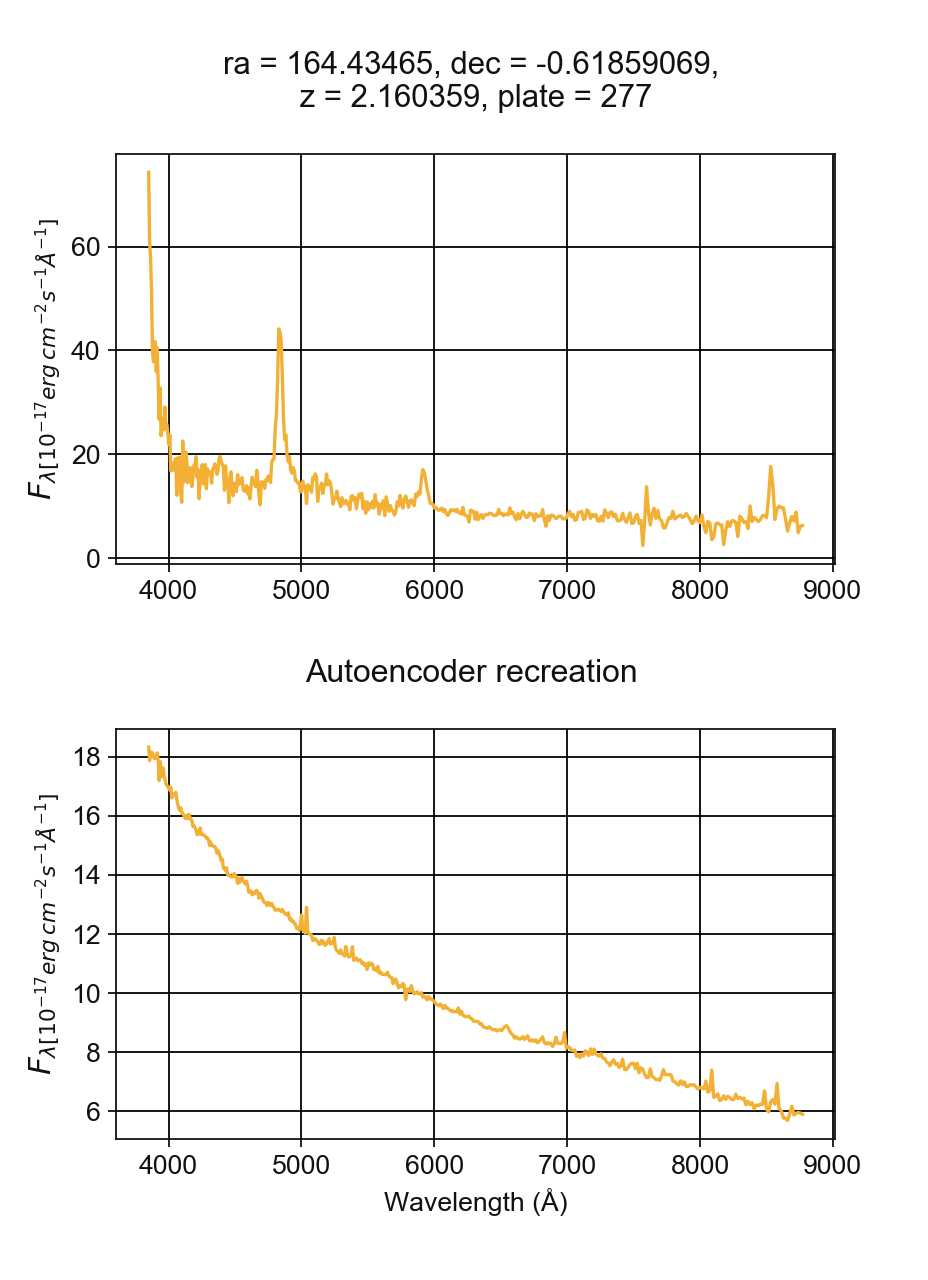 ra = 164.43465, dec = -0.61859069,
z = 2.160359, plate = 277
F_λ[10^{-17} erg cm^{-2} s^{-1} Å^{-1}]
60
40
20
0
4000 5000 6000 7000 8000 9000
Autoencoder recreation
F_λ[10^{-17} erg cm^{-2} s^{-1} Å^{-1}]
18
16
14
12
10
8
6
4000 5000 6000 7000 8000 9000
Wavelength (Å)